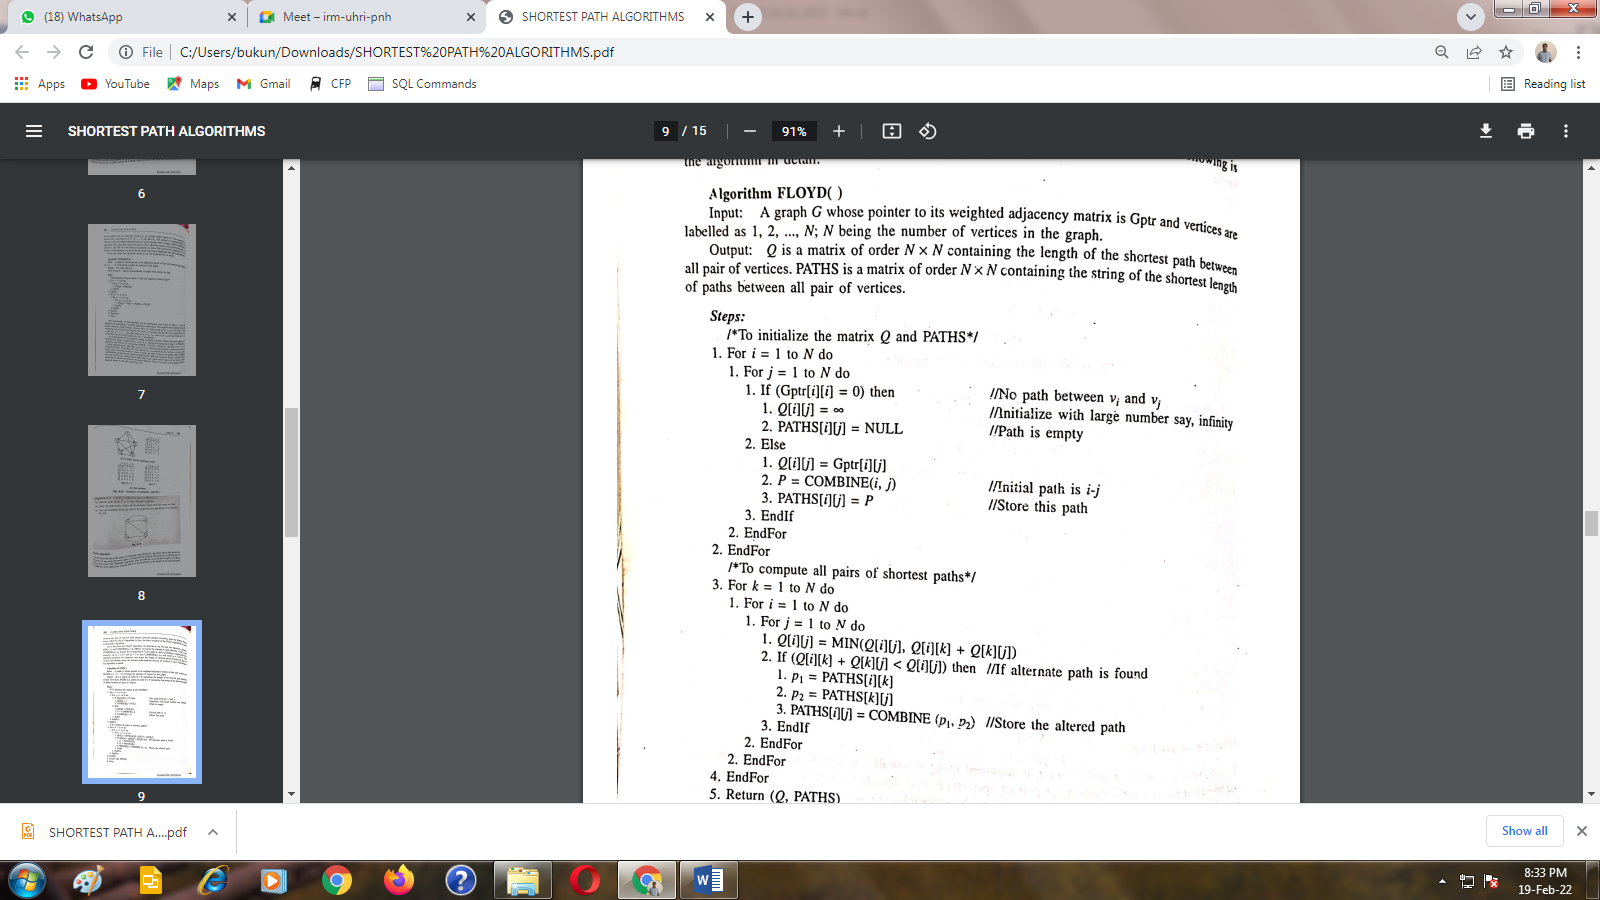 (18) WhatsApp
Meet – irm-uhri-pnh
SHORTEST PATH ALGORITHMS
File | C:/Users/bukun/Downloads/SHORTEST%20PATH%20ALGORITHMS.pdf
Apps YouTube Maps Gmail CFP SQL Commands Reading list
SHORTEST PATH ALGORITHMS 9 / 15 91%
6
7
8
9
the algorithm in detail.
owing is
Algorithm FLOYD( )
Input: A graph G whose pointer to its weighted adjacency matrix is Gptr and vertices are
labelled as 1, 2, ..., N; N being the number of vertices in the graph.
Output: Q is a matrix of order N × N containing the length of the shortest path between
all pair of vertices. PATHS is a matrix of order N × N containing the string of the shortest length
of paths between all pair of vertices.
Steps:
/*To initialize the matrix Q and PATHS*/
1. For i = 1 to N do
1. For j = 1 to N do
1. If (Gptr[i][i] = 0) then //No path between vi and vj
1. Q[i][j] = ∞ //Initialize with large number say, infinity
2. PATHS[i][j] = NULL //Path is empty
2. Else
1. Q[i][j] = Gptr[i][j]
2. P = COMBINE(i, j) //Initial path is i-j
3. PATHS[i][j] = P //Store this path
3. EndIf
2. EndFor
2. EndFor
/*To compute all pairs of shortest paths*/
3. For k = 1 to N do
1. For i = 1 to N do
1. For j = 1 to N do
1. Q[i][j] = MIN(Q[i][j], Q[i][k] + Q[k][j])
2. If (Q[i][k] + Q[k][j] < Q[i][j]) then //If alternate path is found
1. p1 = PATHS[i][k]
2. p2 = PATHS[k][j]
3. PATHS[i][j] = COMBINE (p1, p2) //Store the altered path
3. EndIf
2. EndFor
2. EndFor
4. EndFor
5. Return (Q, PATHS)
SHORTEST PATH A....pdf
Show all
8:33 PM
19-Feb-22